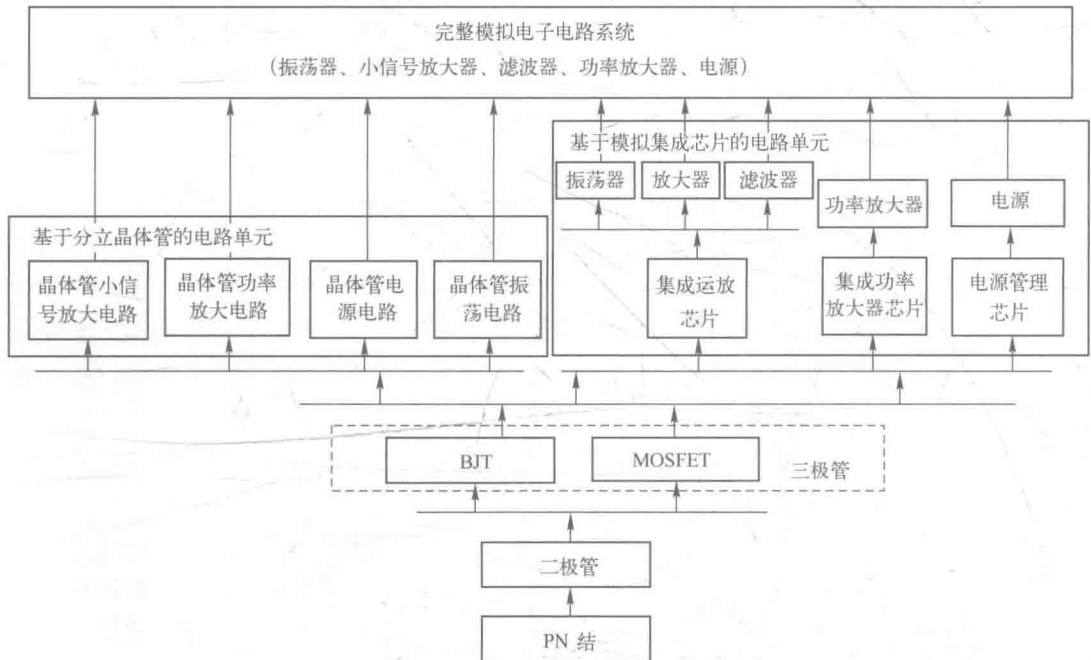 完整模拟电子电路系统
(振荡器、小信号放大器、滤波器、功率放大器、电源)
基于模拟集成芯片的电路单元
振荡器
放大器
滤波器
功率放大器
电源
基于分立晶体管的电路单元
晶体管小信
号放大电路
晶体管功率
放大电路
晶体管电
源电路
晶体管振
荡电路
集成运放
芯片
集成功率
放大器芯片
电源管理
芯片
BJT
MOSFET
三极管
二极管
PN 结